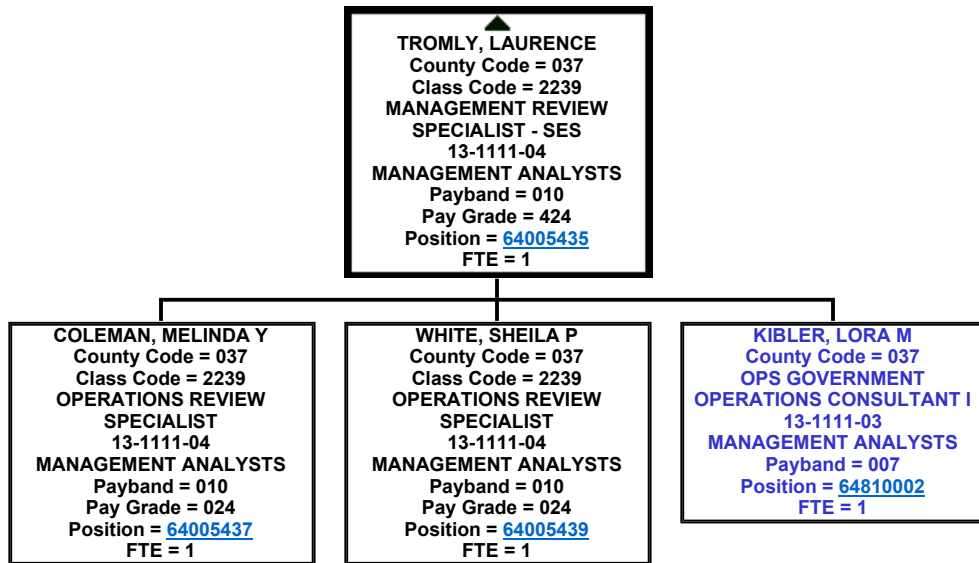 TROMLY, LAURENCE
County Code = 037
Class Code = 2239
MANAGEMENT REVIEW
SPECIALIST - SES
13-1111-04
MANAGEMENT ANALYSTS
Payband = 010
Pay Grade = 424
Position = 64005435
FTE = 1
COLEMAN, MELINDA Y
County Code = 037
Class Code = 2239
OPERATIONS REVIEW
SPECIALIST
13-1111-04
MANAGEMENT ANALYSTS
Payband = 010
Pay Grade = 024
Position = 64005437
FTE = 1
WHITE, SHEILA P
County Code = 037
Class Code = 2239
OPERATIONS REVIEW
SPECIALIST
13-1111-04
MANAGEMENT ANALYSTS
Payband = 010
Pay Grade = 024
Position = 64005439
FTE = 1
KIBLER, LORA M
County Code = 037
OPS GOVERNMENT
OPERATIONS CONSULTANT I
13-1111-03
MANAGEMENT ANALYSTS
Payband = 007
Position = 64810002
FTE = 1